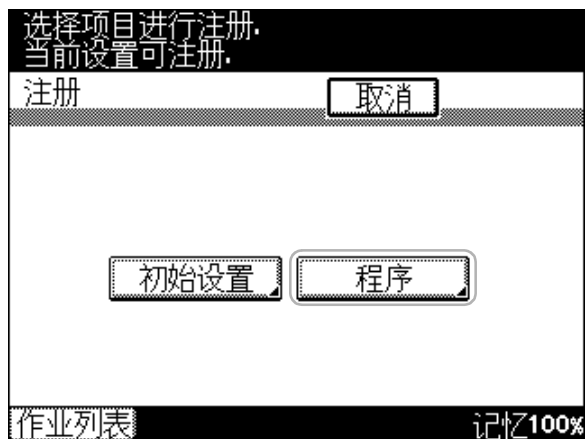 选择项目进行注册.
当前设置可注册.
注册
取消
初始设置
程序
作业列表
记忆100%